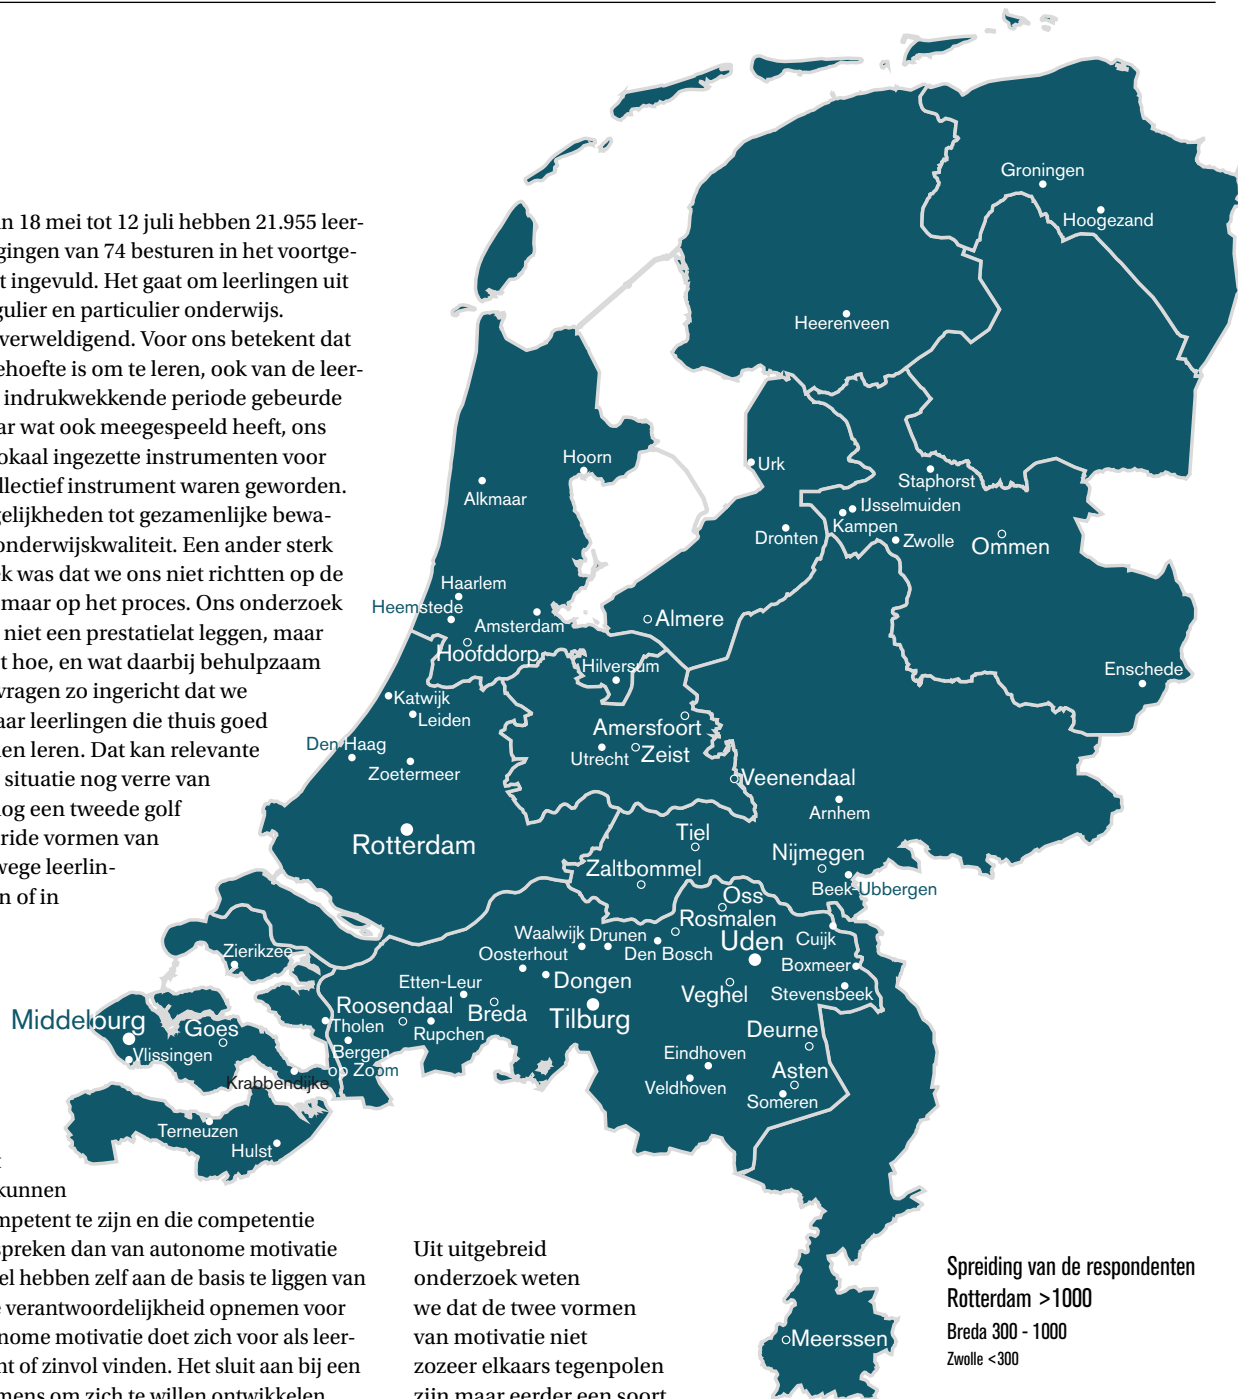 n 18 mei tot 12 juli hebben 21.955 leer-
gingen van 74 besturen in het voortge-
t ingevuld. Het gaat om leerlingen uit
gulier en particulier onderwijs.
verweldigend. Voor ons betekent dat
ehoefte is om te leren, ook van de leer-
indrukwekkende periode gebeurde
ar wat ook meegespeeld heeft, ons
okaal ingezette instrumenten voor
llectief instrument waren geworden.
gelijkheden tot gezamenlijke bewa-
onderwijskwaliteit. Een ander sterk
ek was dat we ons niet richtten op de
maar op het proces. Ons onderzoek
niet een prestatielat leggen, maar
t hoe, en wat daarbij behulpzaam
vragen zo ingericht dat we
aar leerlingen die thuis goed
en leren. Dat kan relevante
situatie nog verre van
og een tweede golf
ride vormen van
wege leerlin-
n of in
kunnen
mpetent te zijn en die competentie
spreken dan van autonome motivatie
el hebben zelf aan de basis te liggen van
e verantwoordelijkheid opnemen voor
nome motivatie doet zich voor als leer-
nt of zinvol vinden. Het sluit aan bij een
mens om zich te willen ontwikkelen
Uit uitgebreid
onderzoek weten
we dat de twee vormen
van motivatie niet
zozeer elkaars tegenpolen
zijn maar eerder een soort
Groningen
Hoogezand
Heerenveen
Hoorn
Alkmaar
Urk
Staphorst
IJsselmuiden
Kampen
Dronten
Zwolle
Ommen
Haarlem
Heemstede
Amsterdam
Almere
Hoofddorp
Hilversum
Enschede
Katwijk
Leiden
Amersfoort
Den Haag
Utrecht
Zeist
Zoetermeer
Veenendaal
Arnhem
Rotterdam
Tiel
Nijmegen
Zaltbommel
Beek-Ubbergen
Oss
Rosmalen
Waalwijk
Drunen
Uden
Cuijk
Zierikzee
Oosterhout
Den Bosch
Boxmeer
Etten-Leur
Dongen
Veghel
Stevensbeek
Roosendaal
Breda
Tilburg
Middelburg
Goes
Tholen
Rupchen
Deurne
Vlissingen
Bergen
op Zoom
Eindhoven
Krabbendijke
Asten
Veldhoven
Someren
Terneuzen
Hulst
Meerssen
Spreiding van de respondenten
Rotterdam >1000
Breda 300 - 1000
Zwolle <300